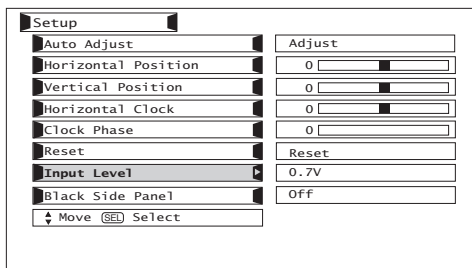 Setup
Auto Adjust Adjust
Horizontal Position 0
Vertical Position 0
Horizontal Clock 0
Clock Phase 0
Reset Reset
Input Level 0.7V
Black Side Panel Off
Move SEL Select